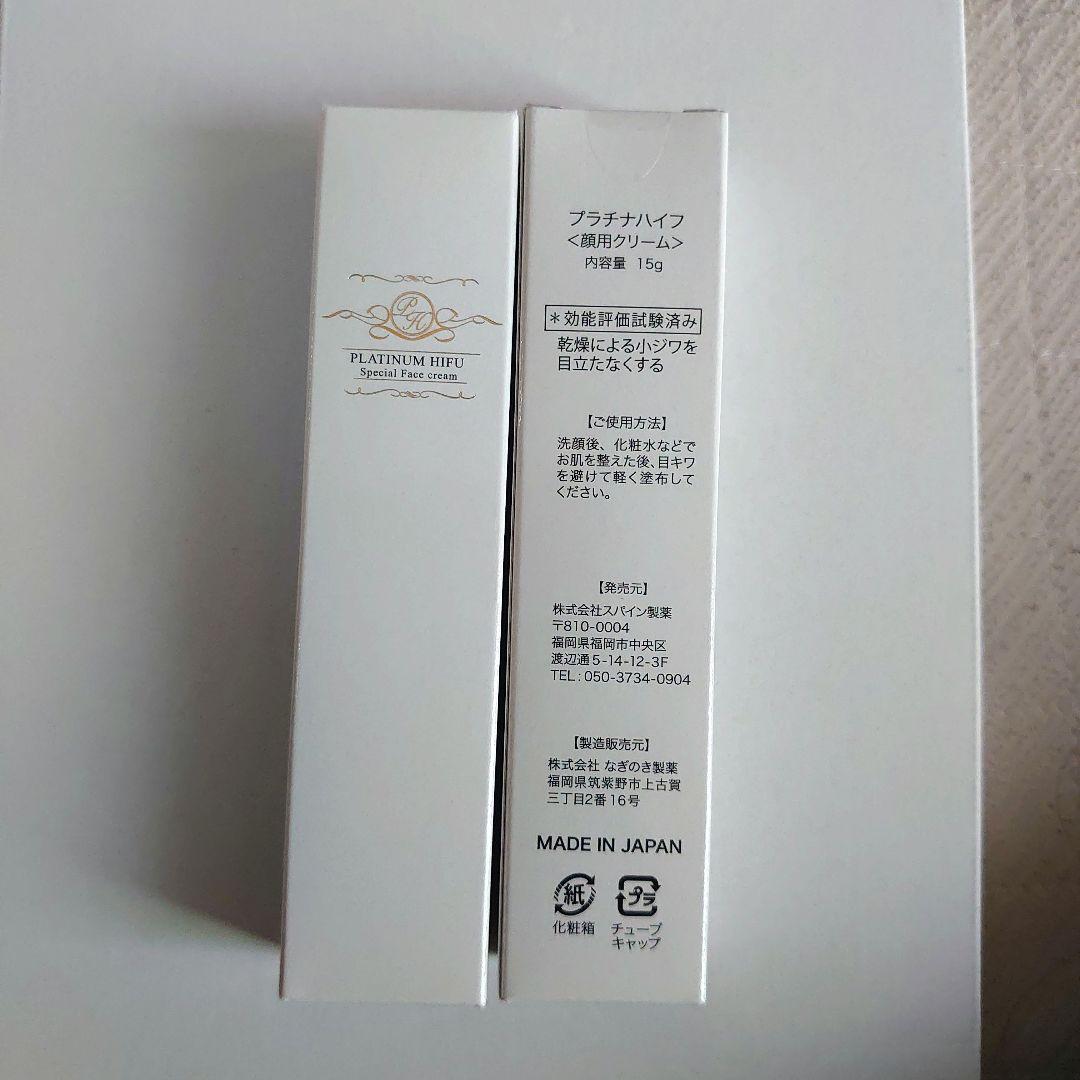 PH
PLATINUM HIFU
Special Face cream
プラチナハイフ
＜顔用クリーム＞
内容量 15g
＊効能評価試験済み
乾燥による小ジワを
目立たなくする
【ご使用方法】
洗顔後、化粧水などで
お肌を整えた後、目キワ
を避けて軽く塗布して
ください。
【発売元】
株式会社スパイン製薬
〒810-0004
福岡県福岡市中央区
渡辺通5-14-12-3F
TEL:050-3734-0904
【製造販売元】
株式会社 なぎのき製薬
福岡県筑紫野市上古賀
三丁目2番16号
MADE IN JAPAN
紙 プラ
化粧箱 チューブ
キャップ